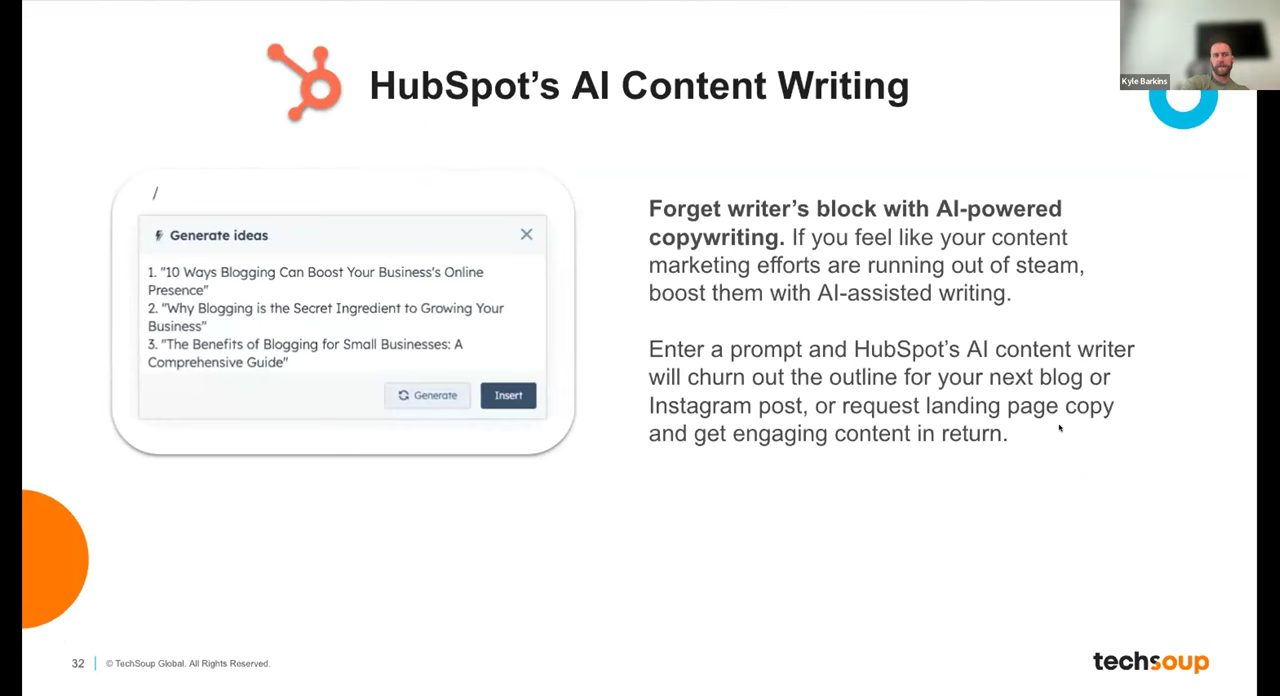 HubSpot’s AI Content Writing
Kyle Barkins
/
Generate ideas
1. "10 Ways Blogging Can Boost Your Business's Online
Presence"
2. "Why Blogging is the Secret Ingredient to Growing Your
Business"
3. "The Benefits of Blogging for Small Businesses: A
Comprehensive Guide"
Generate
Insert
Forget writer’s block with AI-powered
copywriting. If you feel like your content
marketing efforts are running out of steam,
boost them with AI-assisted writing.
Enter a prompt and HubSpot’s AI content writer
will churn out the outline for your next blog or
Instagram post, or request landing page copy
and get engaging content in return.
32
© TechSoup Global. All Rights Reserved.
techsoup